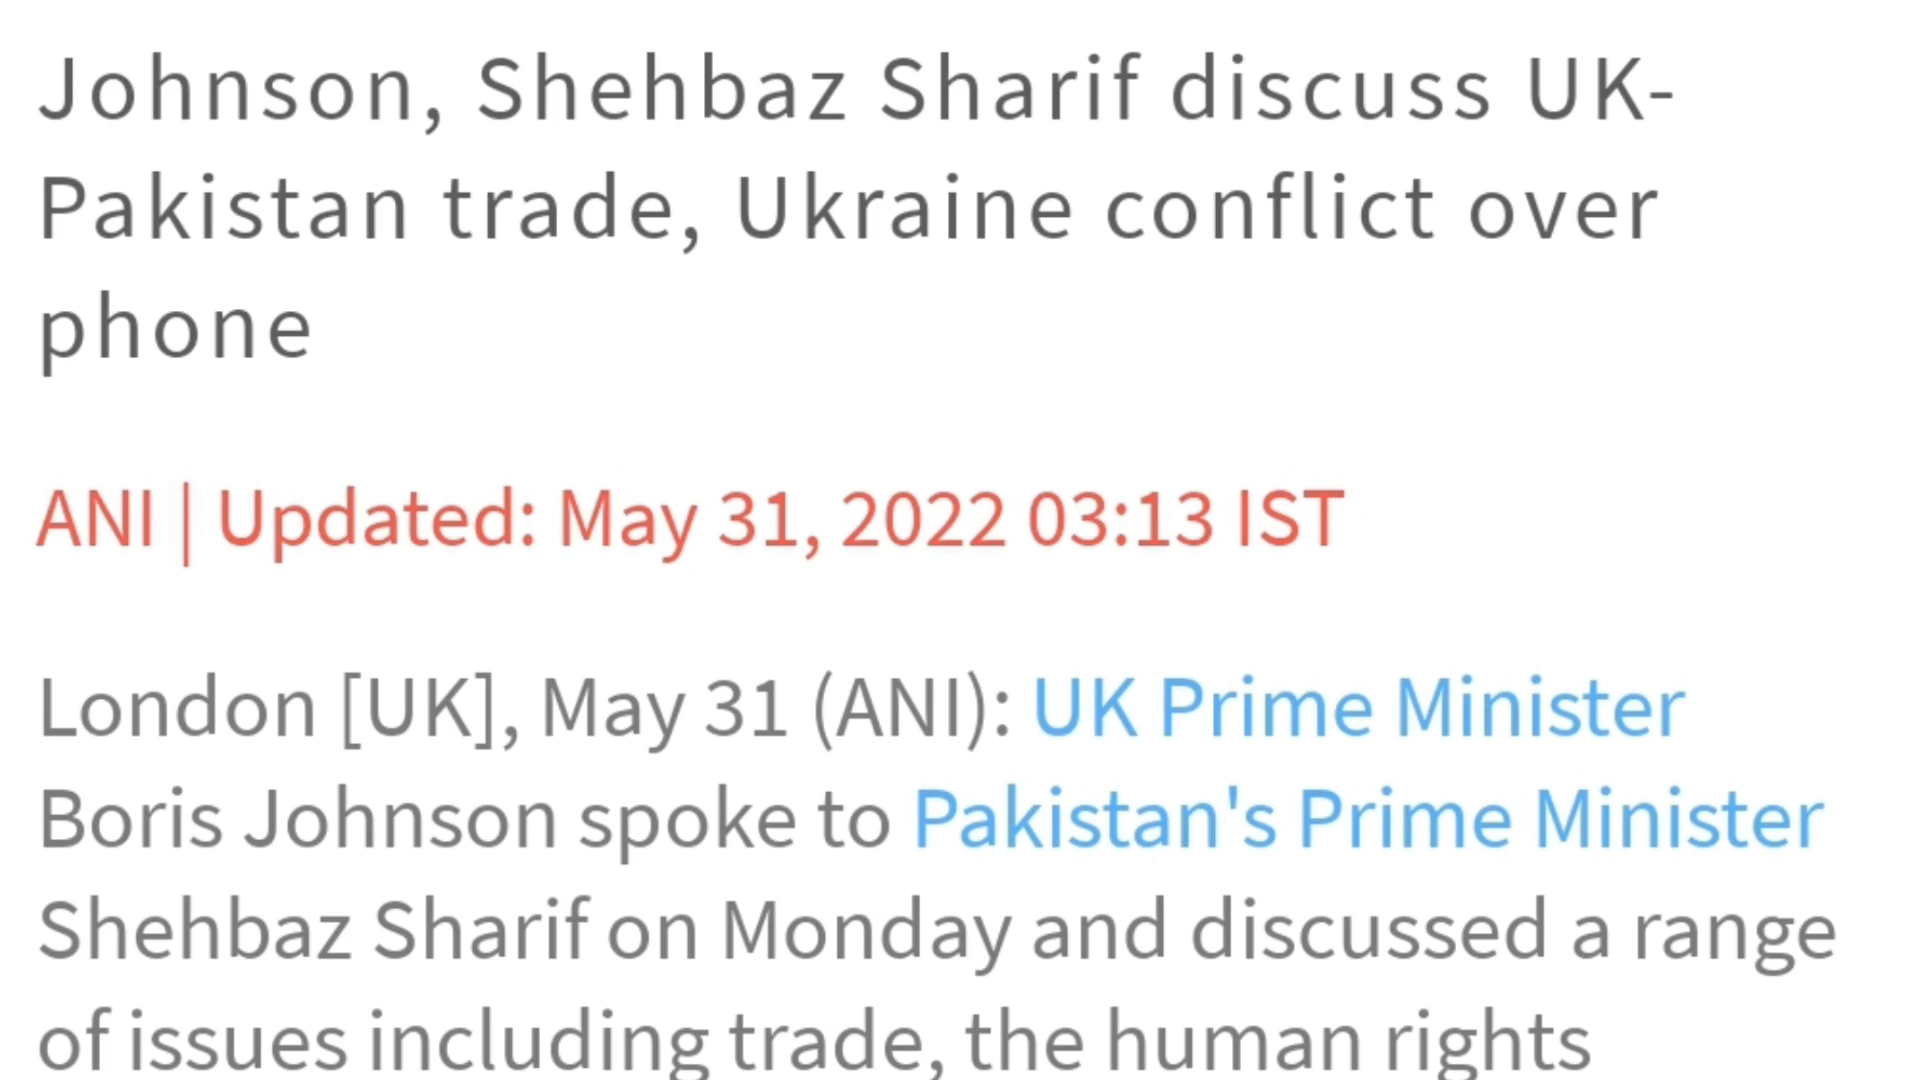 Johnson, Shehbaz Sharif discuss UK-
Pakistan trade, Ukraine conflict over
phone
ANI | Updated: May 31, 2022 03:13 IST
London [UK], May 31 (ANI): UK Prime Minister
Boris Johnson spoke to Pakistan's Prime Minister
Shehbaz Sharif on Monday and discussed a range
of issues including trade, the human rights